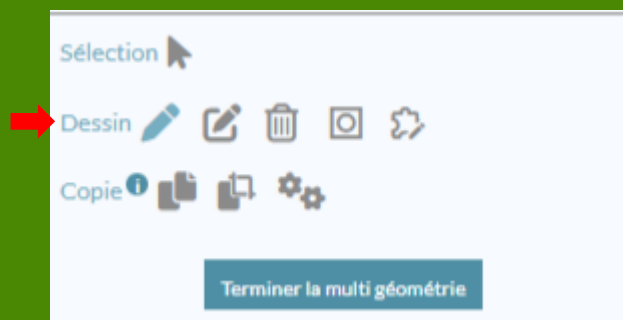 Sélection
Dessin
Copie i
Terminer la multi géométrie